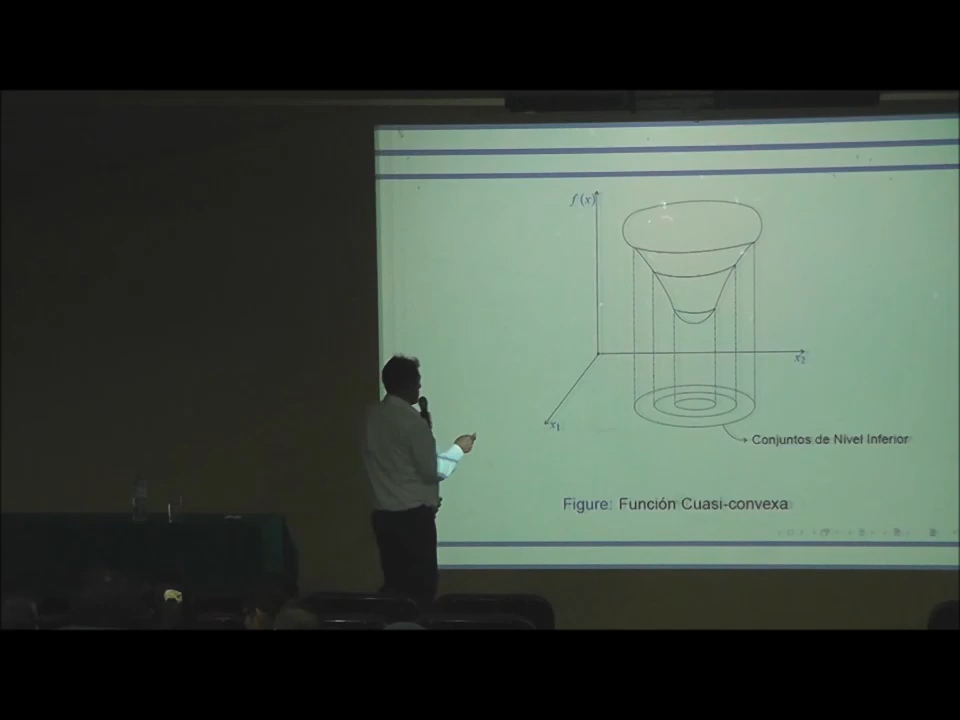 f(x)
x₂
x₁
Conjuntos de Nivel Inferior
Figure: Función Cuasi-convexa